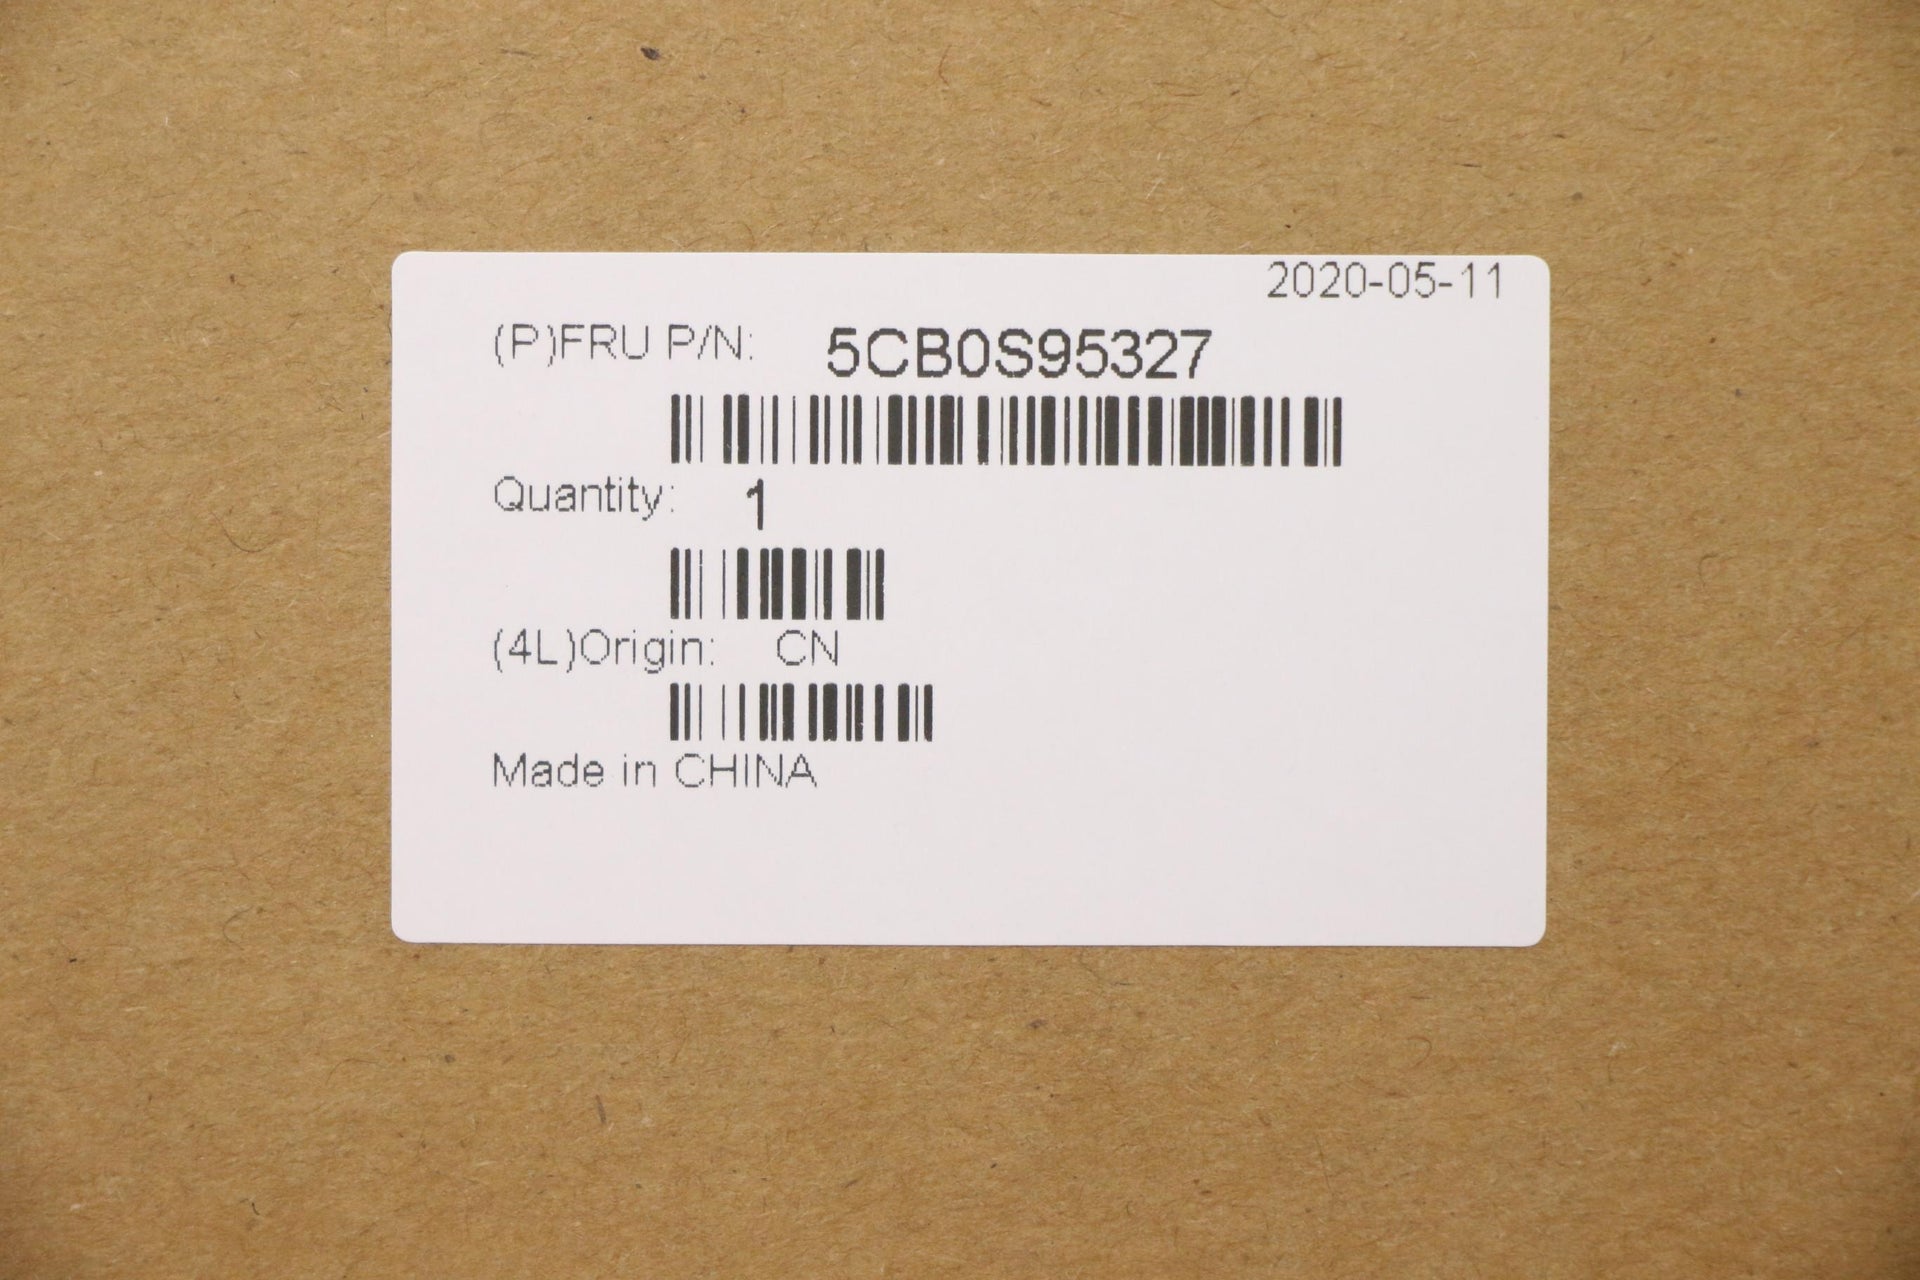 2020-05-11
(P)FRU P/N: 5CB0S95327
Quantity: 1
(4L)Origin: CN
Made in CHINA